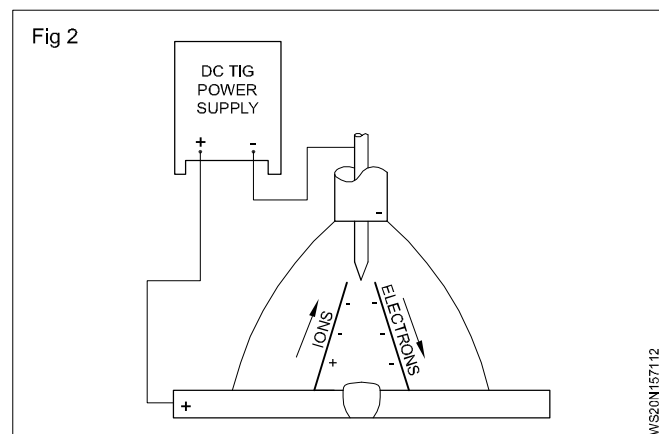 Fig 2
DC TIG
POWER
SUPPLY
+ -
-
IONS
ELECTRONS
- -
- -
+ -
+
WS20N157112